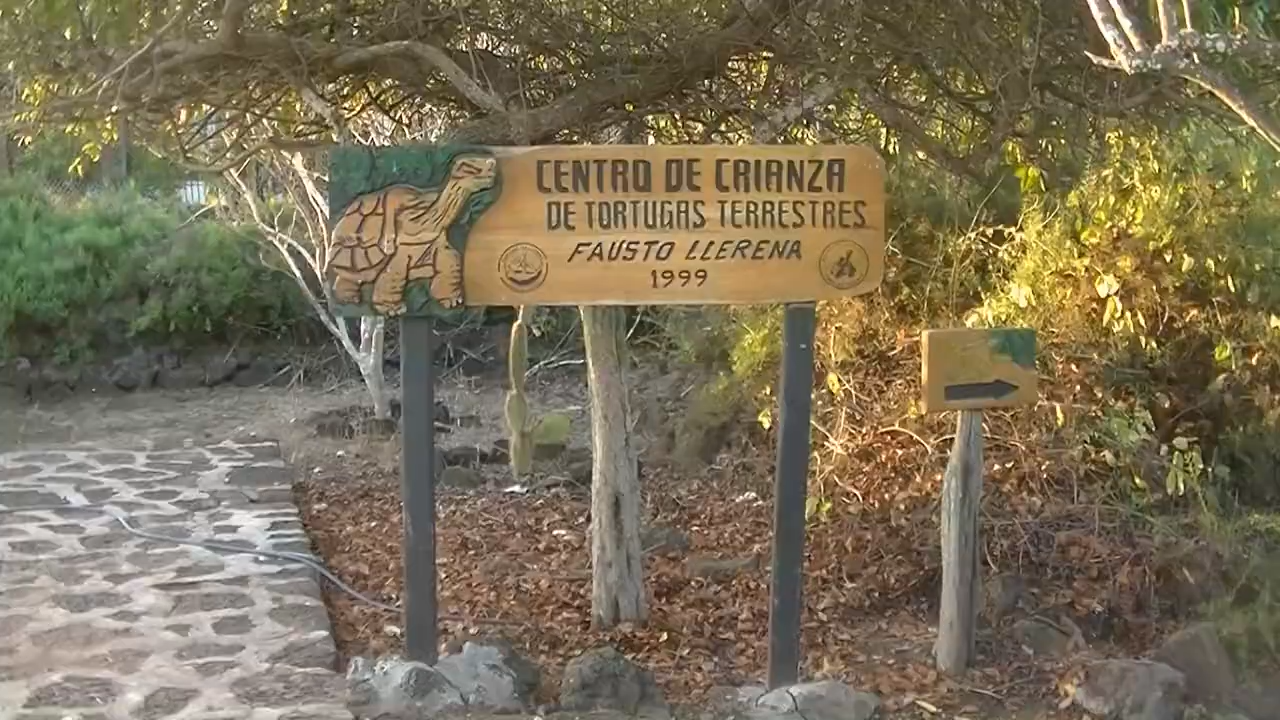 CENTRO DE CRIANZA
DE TORTUGAS TERRESTRES
FAUSTO LLERENA
1999